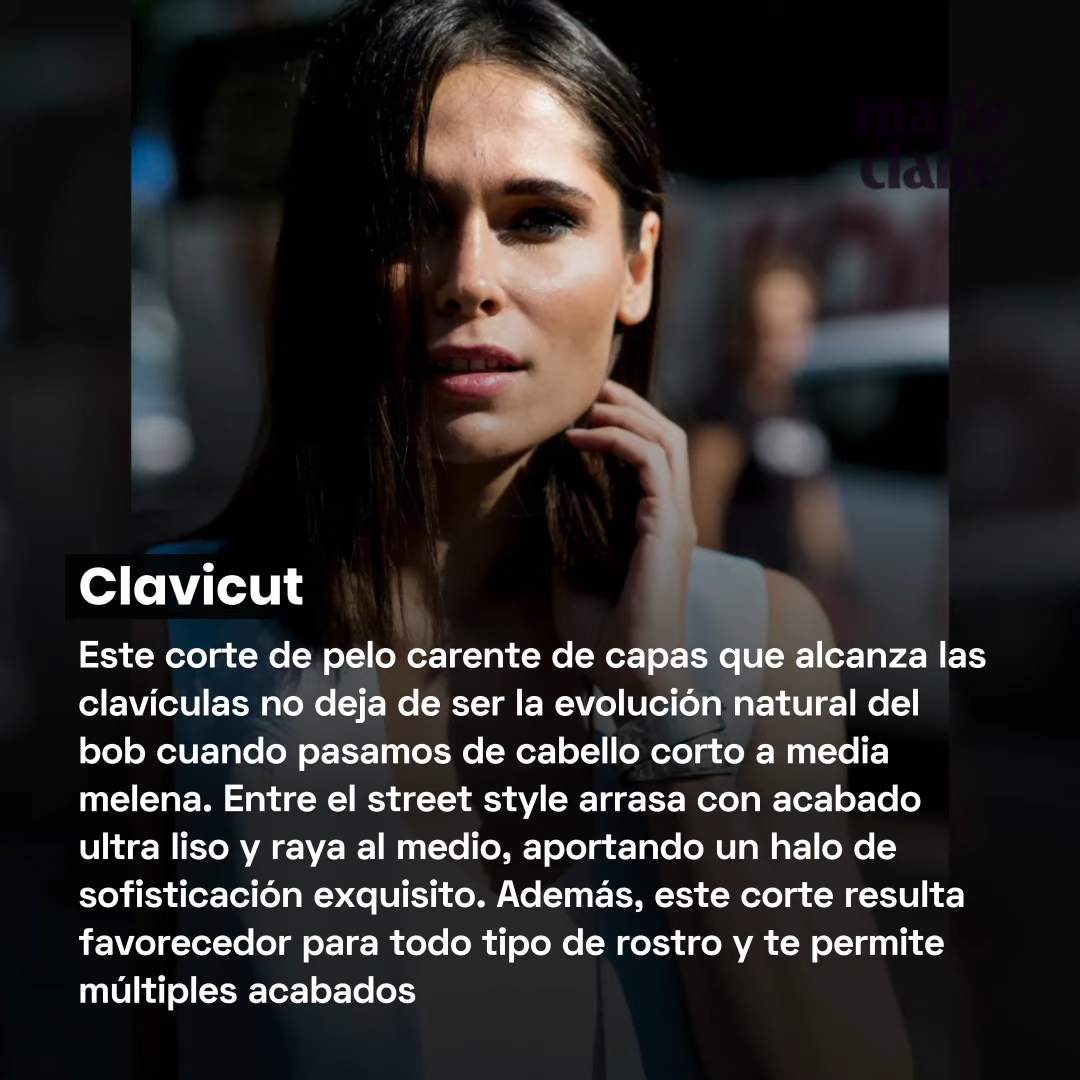 marie
claire
Clavicut
Este corte de pelo carente de capas que alcanza las
clavículas no deja de ser la evolución natural del
bob cuando pasamos de cabello corto a media
melena. Entre el street style arrasa con acabado
ultra liso y raya al medio, aportando un halo de
sofisticación exquisito. Además, este corte resulta
favorecedor para todo tipo de rostro y te permite
múltiples acabados